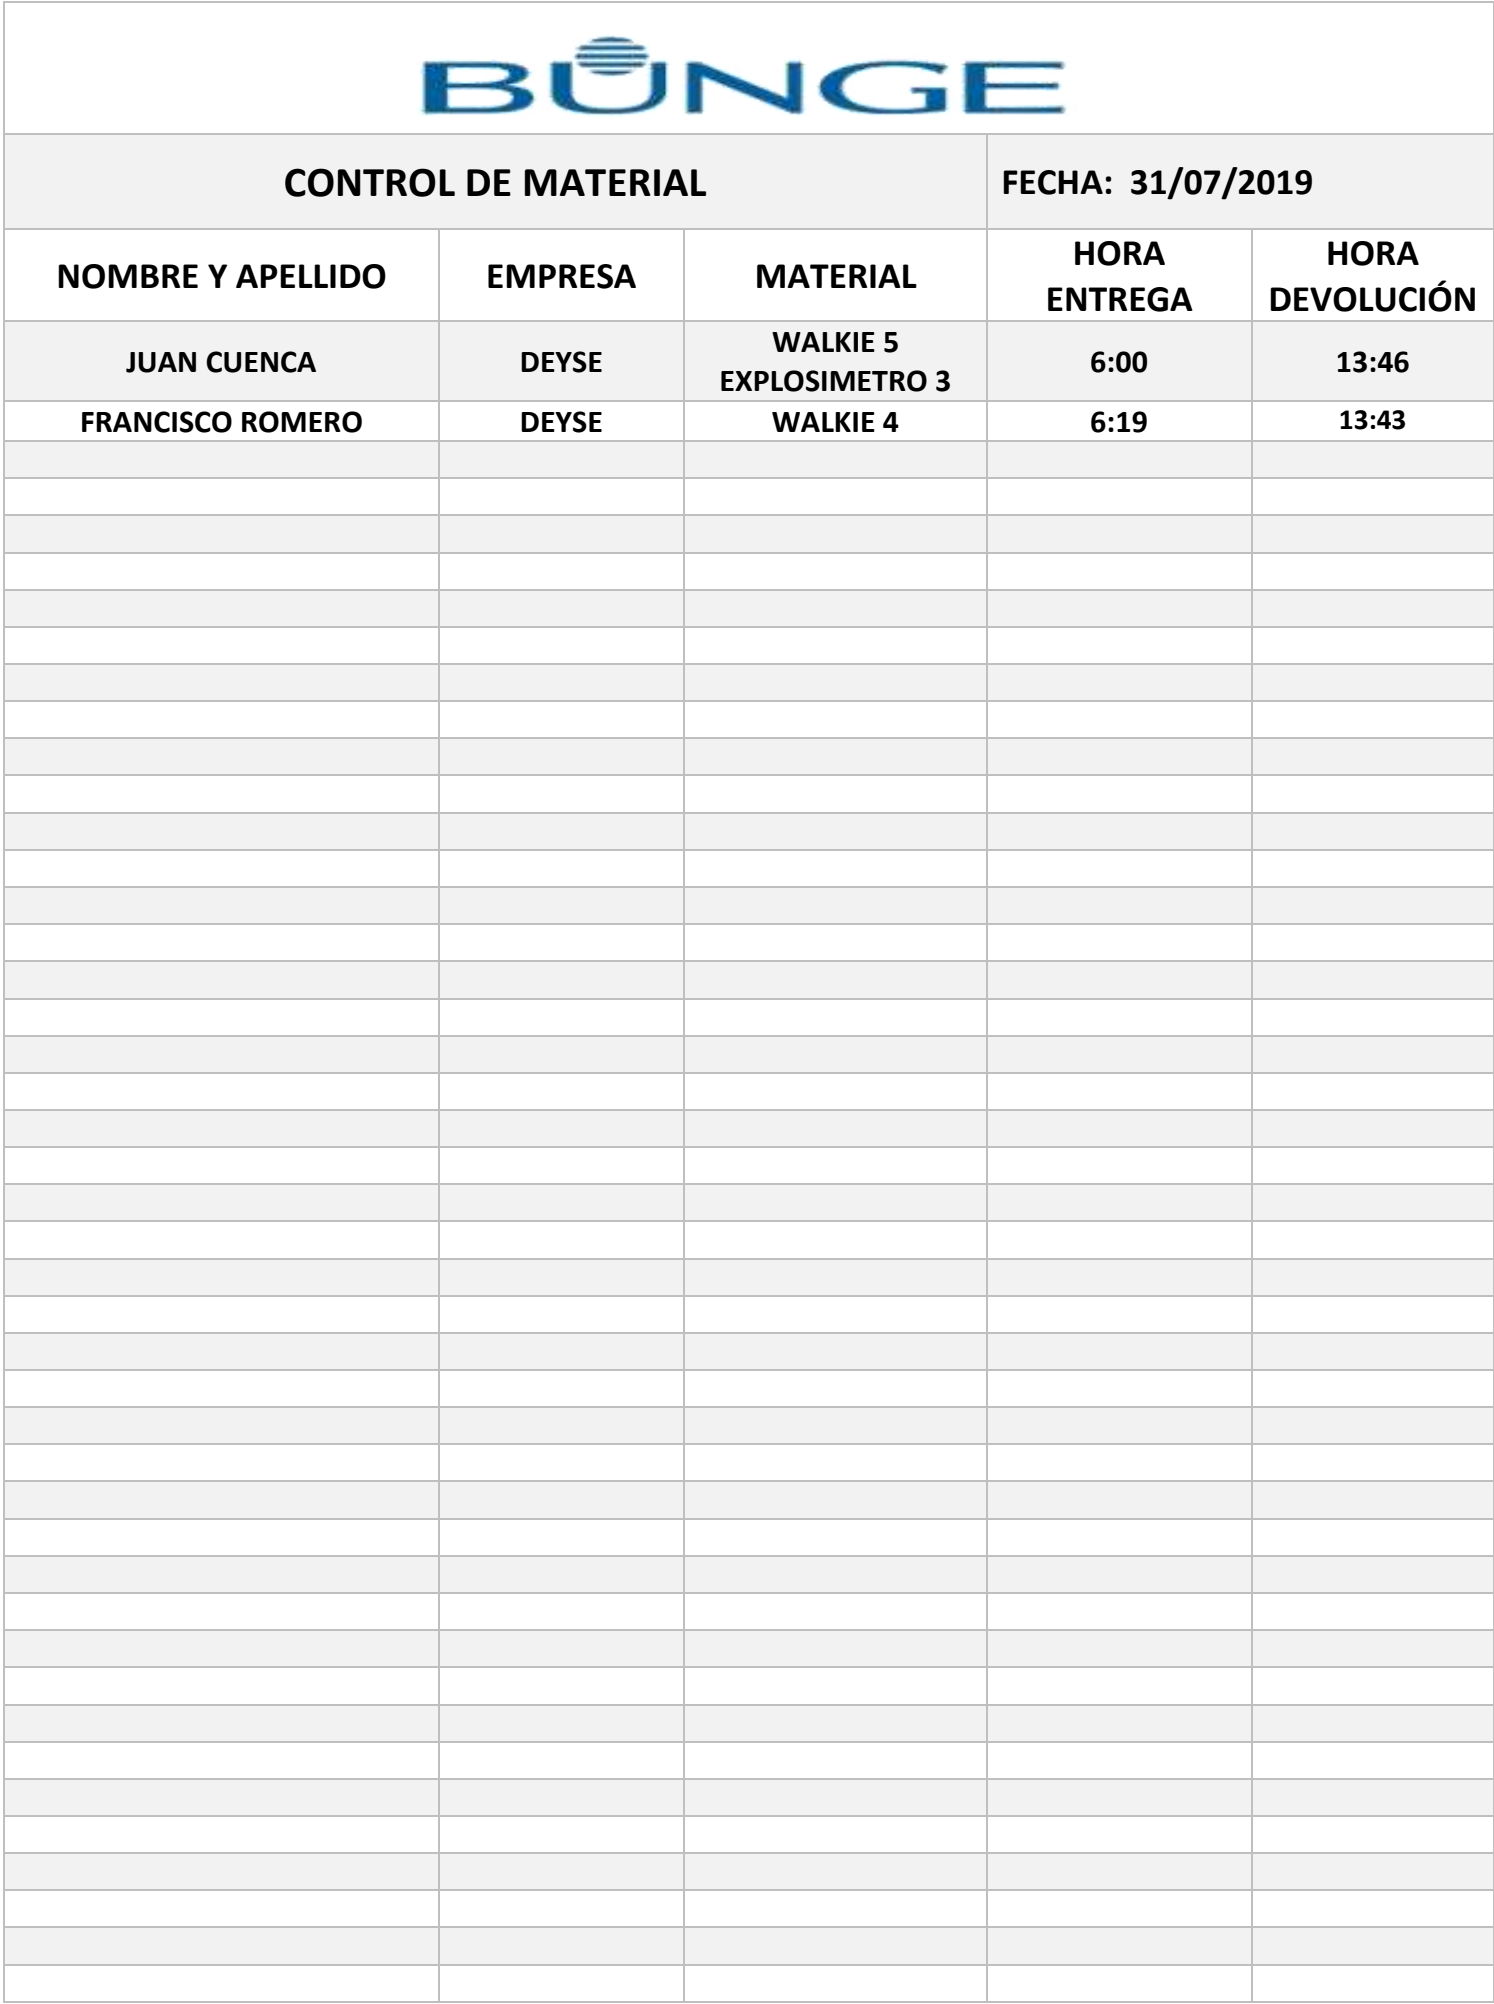 BUNGE
CONTROL DE MATERIAL
FECHA: 31/07/2019
NOMBRE Y APELLIDO
EMPRESA
MATERIAL
HORA
ENTREGA
HORA
DEVOLUCIÓN
JUAN CUENCA
DEYSE
WALKIE 5
EXPLOSIMETRO 3
6:00
13:46
FRANCISCO ROMERO
DEYSE
WALKIE 4
6:19
13:43